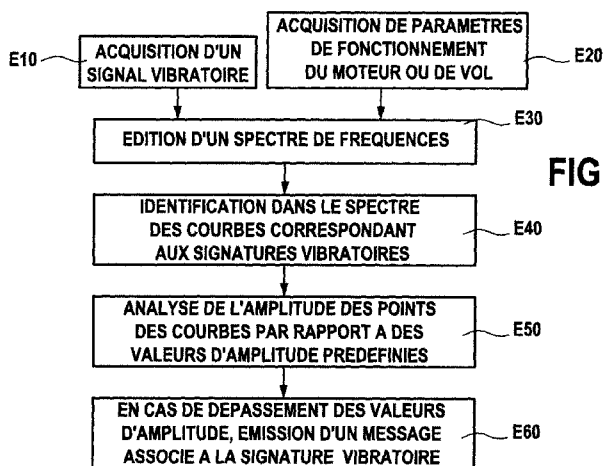 E10
ACQUISITION D'UN
SIGNAL VIBRATOIRE
ACQUISITION DE PARAMETRES
DE FONCTIONNEMENT
DU MOTEUR OU DE VOL
E20
EDITION D'UN SPECTRE DE FREQUENCES
E30
FIG
IDENTIFICATION DANS LE SPECTRE
DES COURBES CORRESPONDANT
AUX SIGNATURES VIBRATOIRES
E40
ANALYSE DE L'AMPLITUDE DES POINTS
DES COURBES PAR RAPPORT A DES
VALEURS D'AMPLITUDE PREDEFINIES
E50
EN CAS DE DEPASSEMENT DES VALEURS
D'AMPLITUDE, EMISSION D'UN MESSAGE
ASSOCIE A LA SIGNATURE VIBRATOIRE
E60